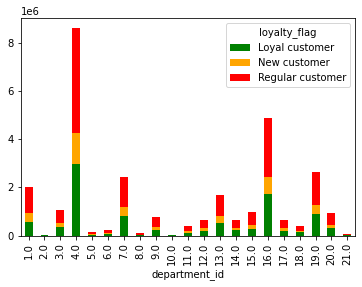 1e6
loyalty_flag
Loyal customer
New customer
Regular customer
8
6
4
2
0
1.0 2.0 3.0 4.0 5.0 6.0 7.0 8.0 9.0 10.0 11.0 12.0 13.0 14.0 15.0 16.0 17.0 18.0 19.0 20.0 21.0
department_id